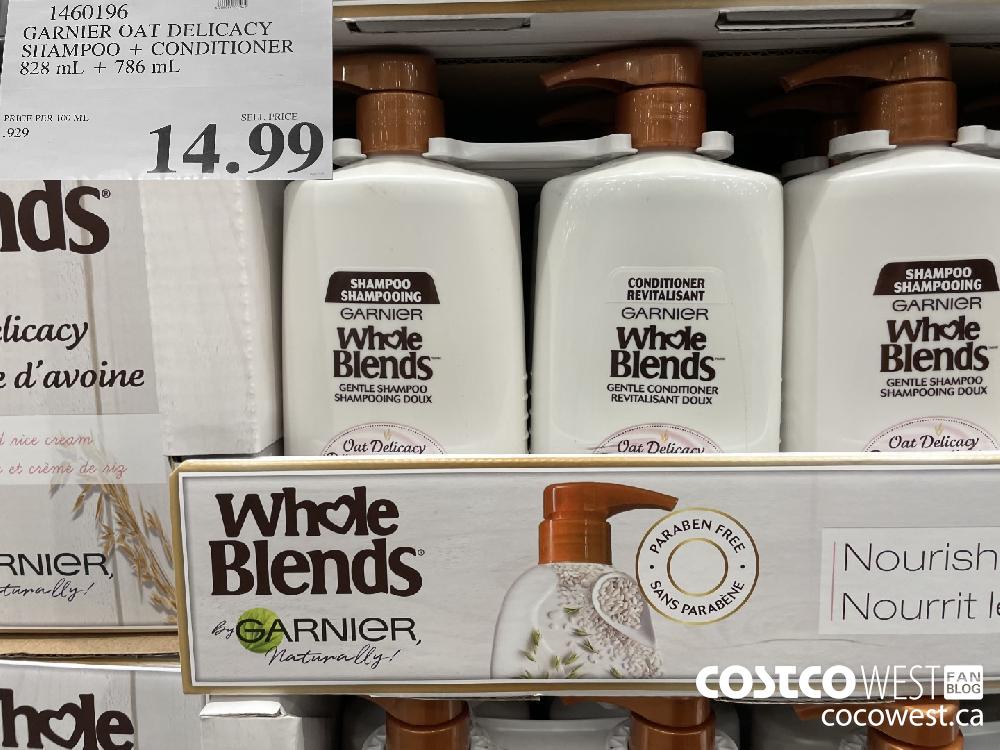 1460196
GARNIER OAT DELICACY
SHAMPOO + CONDITIONER
828 mL + 786 mL
PRICE PER 100 ML
.929
SELL PRICE
14.99
nds®
elicacy
e d'avoine
d rice cream
et crème de riz
RNIER,
turally!
hole
SHAMPOO
SHAMPOOING
GARNIER
Whole
Blends
GENTLE SHAMPOO
SHAMPOOING DOUX
Oat Delicacy
CONDITIONER
REVITALISANT
GARNIER
Whole
Blends
GENTLE CONDITIONER
REVITALISANT DOUX
Oat Delicacy
SHAMPOO
SHAMPOOING
GARNIER
Whole
Blends
GENTLE SHAMPOO
SHAMPOOING DOUX
Oat Delicacy
Whole
Blends®
by GARNIER,
Naturally!
PARABEN FREE
SANS PARABÈNE
Nourish
Nourrit le
COSTCO WEST FAN BLOG
cocowest.ca